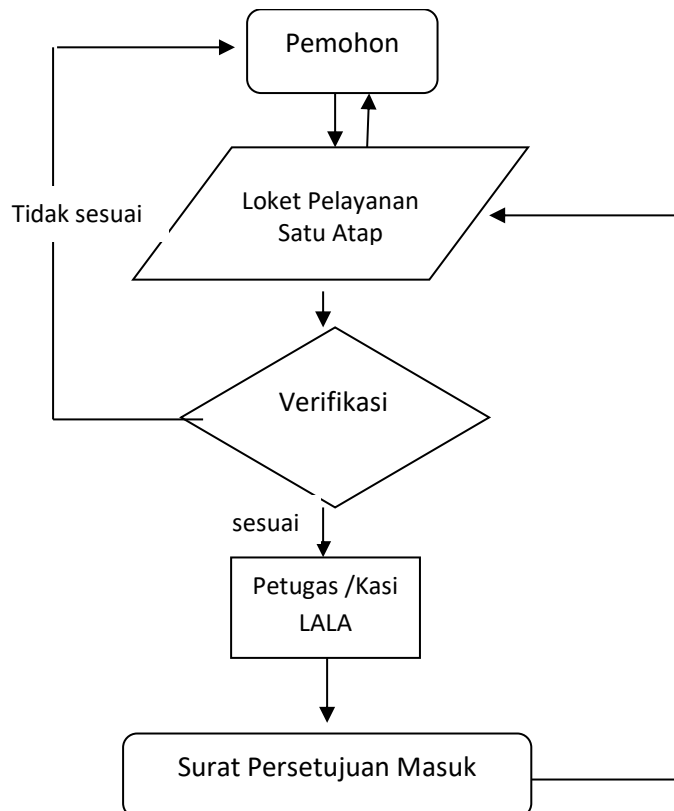 Pemohon
Loket Pelayanan
Satu Atap
Tidak sesuai
Verifikasi
sesuai
Petugas /Kasi
LALA
Surat Persetujuan Masuk